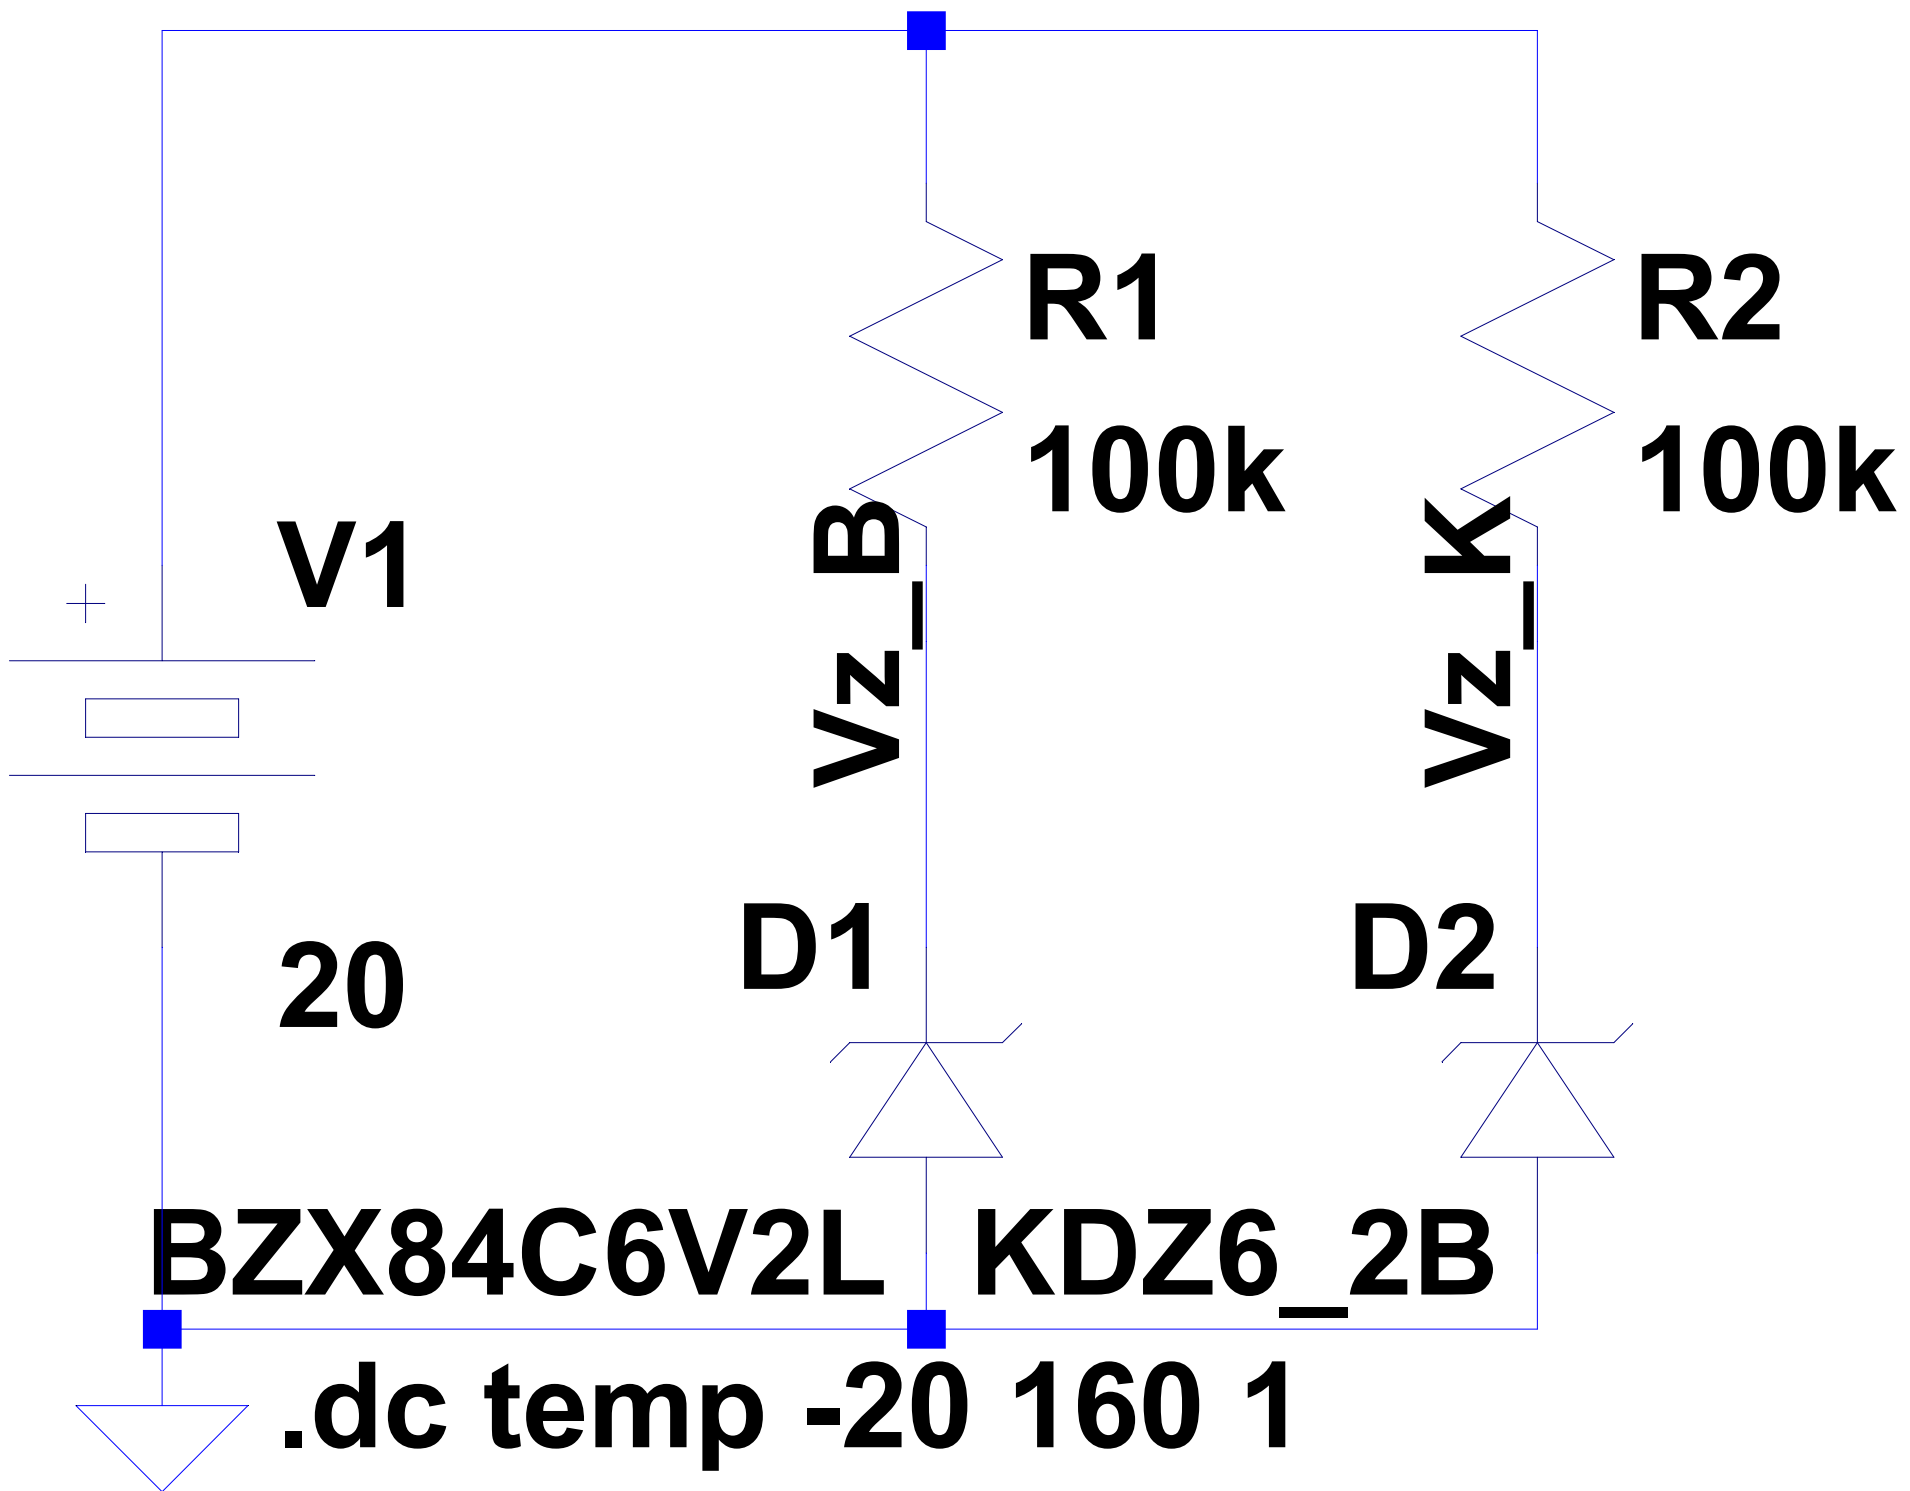 R1
100k
R2
100k
V1
20
Vz_B
Vz_K
D1
D2
BZX84C6V2L
KDZ6_2B
.dc temp -20 160 1